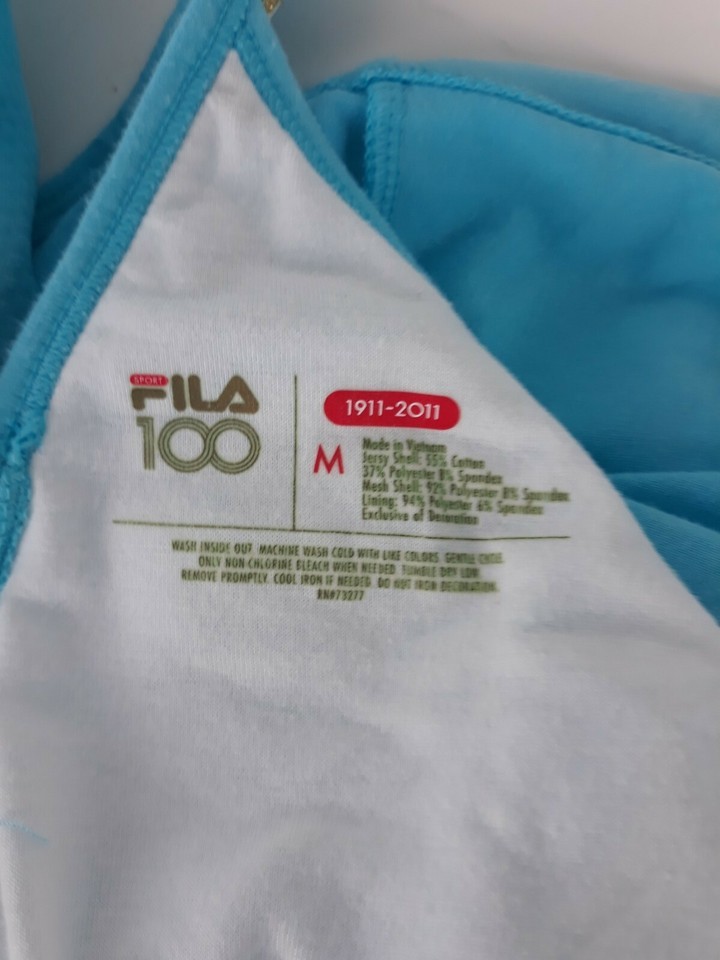 SPORT
FILA
100
1911-2011
M
Made in Vietnam
Jersy Shell: 55% Cotton
37% Polyester 8% Spandex
Mesh Shell: 92% Polyester 8% Spandex
Lining: 94% Polyester 6% Spandex
Exclusive of Decoration
WASH INSIDE OUT. MACHINE WASH COLD WITH LIKE COLORS. GENTLE CYCLE.
ONLY NON-CHLORINE BLEACH WHEN NEEDED. TUMBLE DRY LOW.
REMOVE PROMPTLY. COOL IRON IF NEEDED. DO NOT IRON DECORATION.
RN#73277